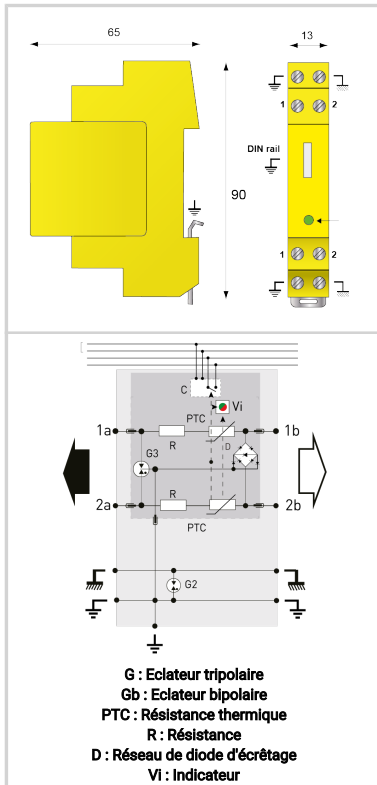 65
13
1
2
DIN rail
90
1
2
C
Vi
PTC
1a
1b
R
D
G3
R
2a
2b
PTC
G2
G : Eclateur tripolaire
Gb : Eclateur bipolaire
PTC : Résistance thermique
R : Résistance
D : Réseau de diode d'écrêtage
Vi : Indicateur